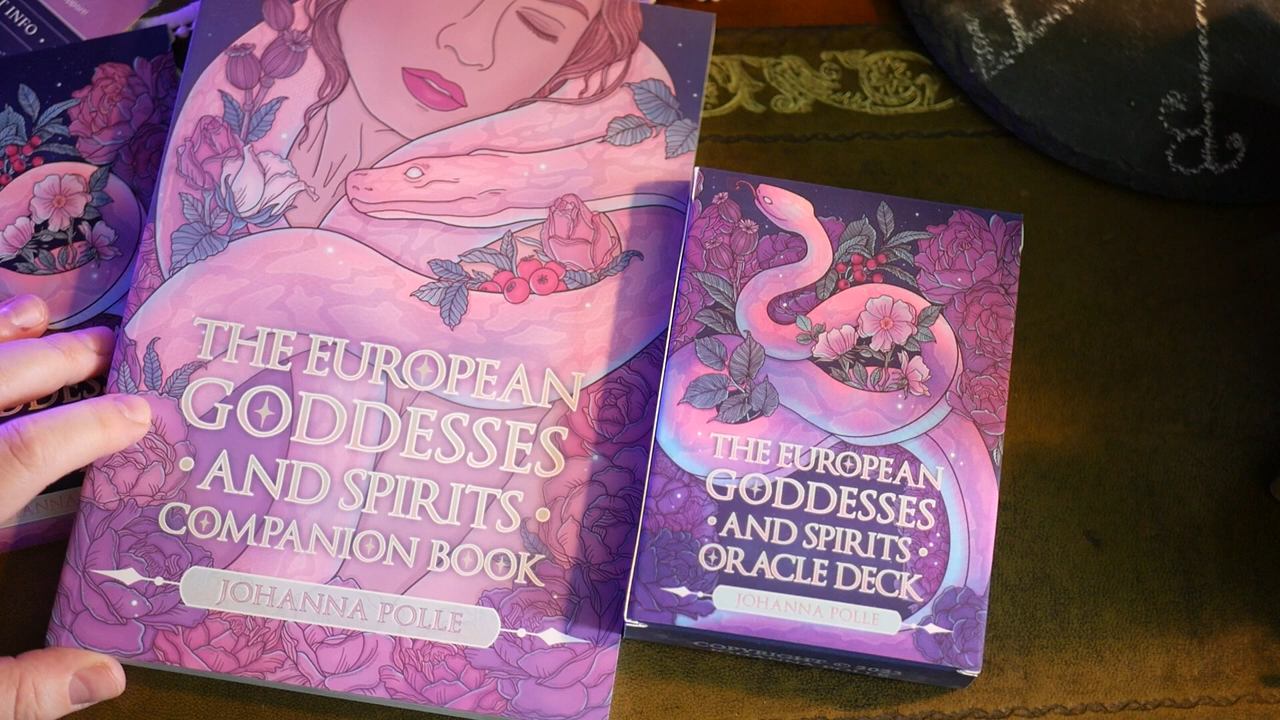 T INFO •
THE EUROPEAN
GODDESSES
• AND SPIRITS •
COMPANION BOOK
JOHANNA POLLE
THE EUROPEAN
GODDESSES
• AND SPIRITS •
ORACLE DECK
JOHANNA POLLE
COPYRIGHT ©